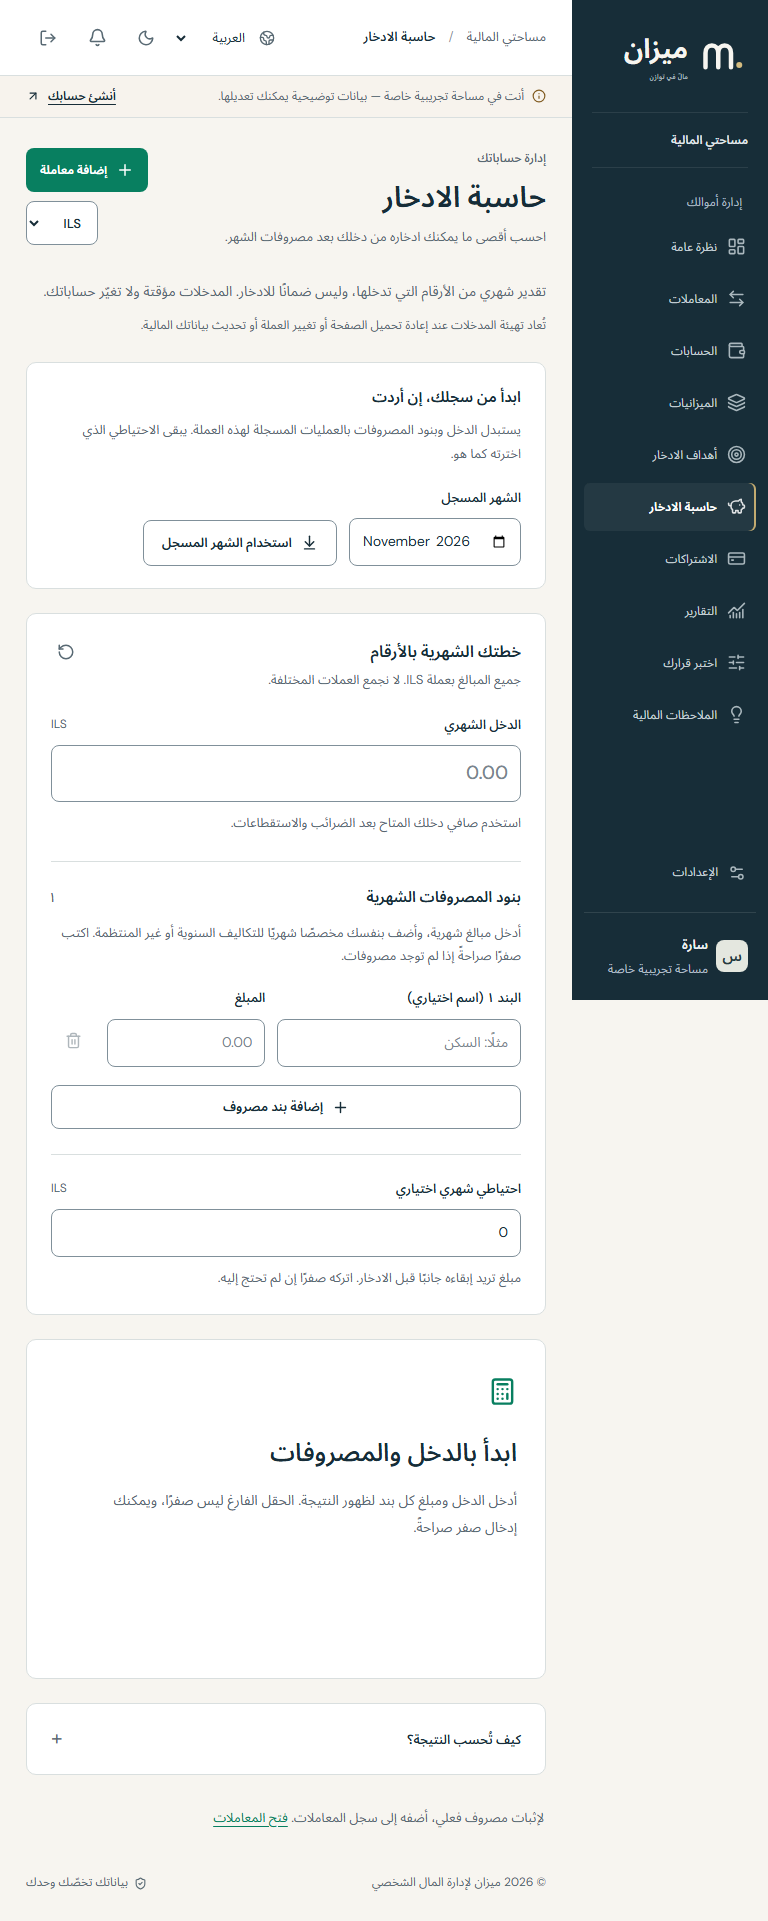 m.
ميزان
مالٌ في توازن
مساحتي المالية
إدارة أموالك
نظرة عامة
المعاملات
الحسابات
الميزانيات
أهداف الادخار
حاسبة الادخار
الاشتراكات
التقارير
اختبر قرارك
الملاحظات المالية
الإعدادات
س
سارة
مساحة تجريبية خاصة
مساحتي المالية / حاسبة الادخار
العربية
أنت في مساحة تجريبية خاصة — بيانات توضيحية يمكنك تعديلها.
أنشئ حسابك
إدارة حساباتك
حاسبة الادخار
احسب أقصى ما يمكنك ادخاره من دخلك بعد مصروفات الشهر.
إضافة معاملة
ILS
تقدير شهري من الأرقام التي تدخلها، وليس ضمانًا للادخار. المدخلات مؤقتة ولا تغيّر حساباتك.
تُعاد تهيئة المدخلات عند إعادة تحميل الصفحة أو تغيير العملة أو تحديث بياناتك المالية.
ابدأ من سجلك، إن أردت
يستبدل الدخل وبنود المصروفات بالعمليات المسجلة لهذه العملة. يبقى الاحتياطي الذي
اخترته كما هو.
الشهر المسجل
November 2026
استخدام الشهر المسجل
خطتك الشهرية بالأرقام
جميع المبالغ بعملة ILS. لا نجمع العملات المختلفة.
الدخل الشهري
ILS
0.00
استخدم صافي دخلك المتاح بعد الضرائب والاستقطاعات.
بنود المصروفات الشهرية
١
أدخل مبالغ شهرية، وأضف بنفسك مخصصًا شهريًا للتكاليف السنوية أو غير المنتظمة. اكتب
صفرًا صراحةً إذا لم توجد مصروفات.
البند ١ (اسم اختياري)
المبلغ
مثلًا: السكن
0.00
إضافة بند مصروف
احتياطي شهري اختياري
ILS
0
مبلغ تريد إبقاءه جانبًا قبل الادخار. اتركه صفرًا إن لم تحتج إليه.
ابدأ بالدخل والمصروفات
أدخل الدخل ومبلغ كل بند لظهور النتيجة. الحقل الفارغ ليس صفرًا، ويمكنك
إدخال صفر صراحةً.
كيف تُحسب النتيجة؟
لإثبات مصروف فعلي، أضفه إلى سجل المعاملات. فتح المعاملات
© 2026 ميزان لإدارة المال الشخصي
بياناتك تخصّك وحدك